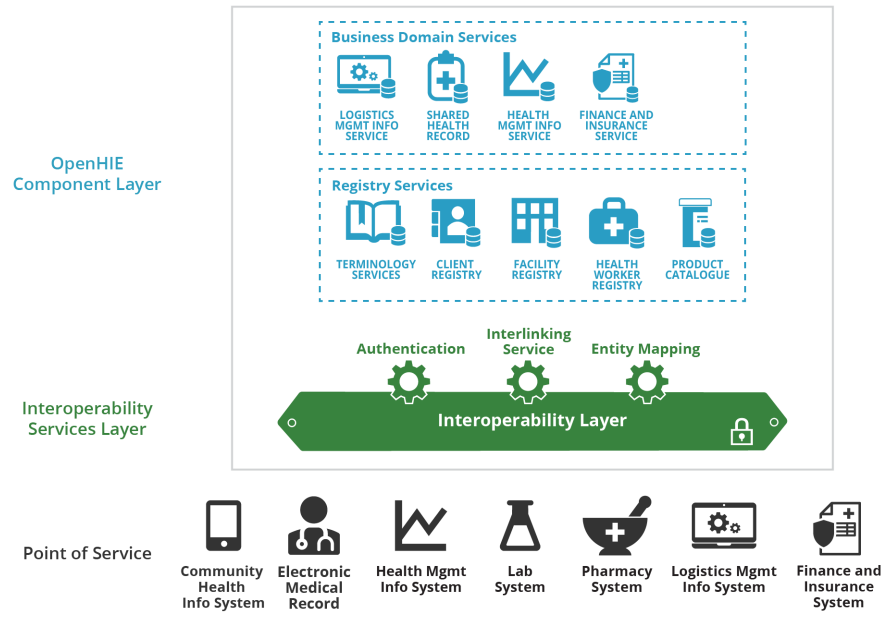 Business Domain Services
LOGISTICS
MGMT INFO
SERVICE
SHARED
HEALTH
RECORD
HEALTH
MGMT INFO
SERVICE
FINANCE AND
INSURANCE
SERVICE
OpenHIE
Component Layer
Registry Services
TERMINOLOGY
SERVICES
CLIENT
REGISTRY
FACILITY
REGISTRY
HEALTH
WORKER
REGISTRY
PRODUCT
CATALOGUE
Authentication
Interlinking
Service
Entity Mapping
Interoperability
Services Layer
Interoperability Layer
Point of Service
Community
Health
Info System
Electronic
Medical
Record
Health Mgmt
Info System
Lab
System
Pharmacy
System
Logistics Mgmt
Info System
Finance and
Insurance
System